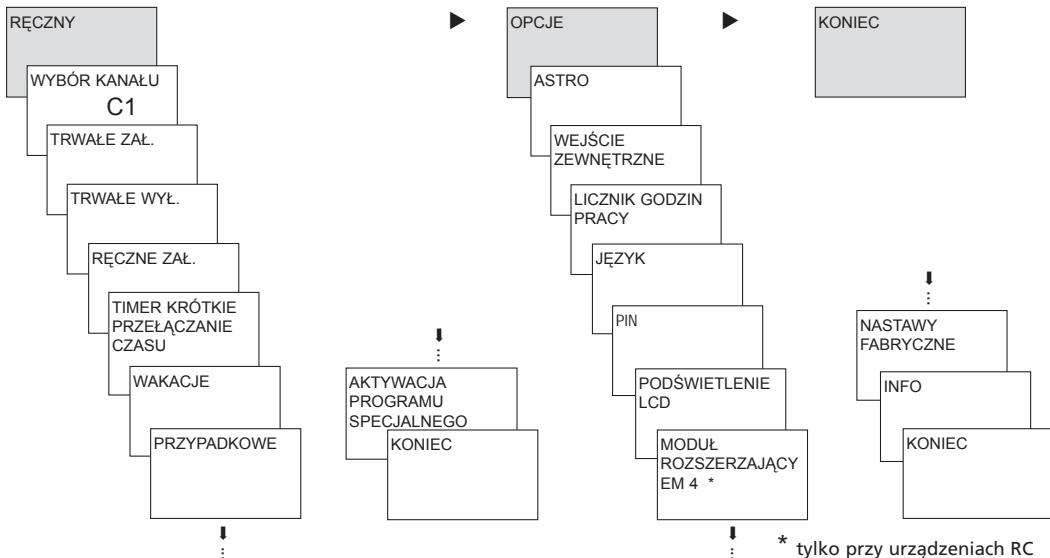 RĘCZNY
WYBÓR KANAŁU
C1
TRWAŁE ZAŁ.
TRWAŁE WYŁ.
RĘCZNE ZAŁ.
TIMER KRÓTKIE
PRZEŁĄCZANIE
CZASU
WAKACJE
PRZYPADKOWE
AKTYWACJA
PROGRAMU
SPECJALNEGO
KONIEC
OPCJE
ASTRO
WEJŚCIE
ZEWNĘTRZNE
LICZNIK GODZIN
PRACY
JĘZYK
PIN
PODŚWIETLENIE
LCD
MODUŁ
ROZSZERZAJĄCY
EM 4 *
NASTAWY
FABRYCZNE
INFO
KONIEC
KONIEC
* tylko przy urządzeniach RC